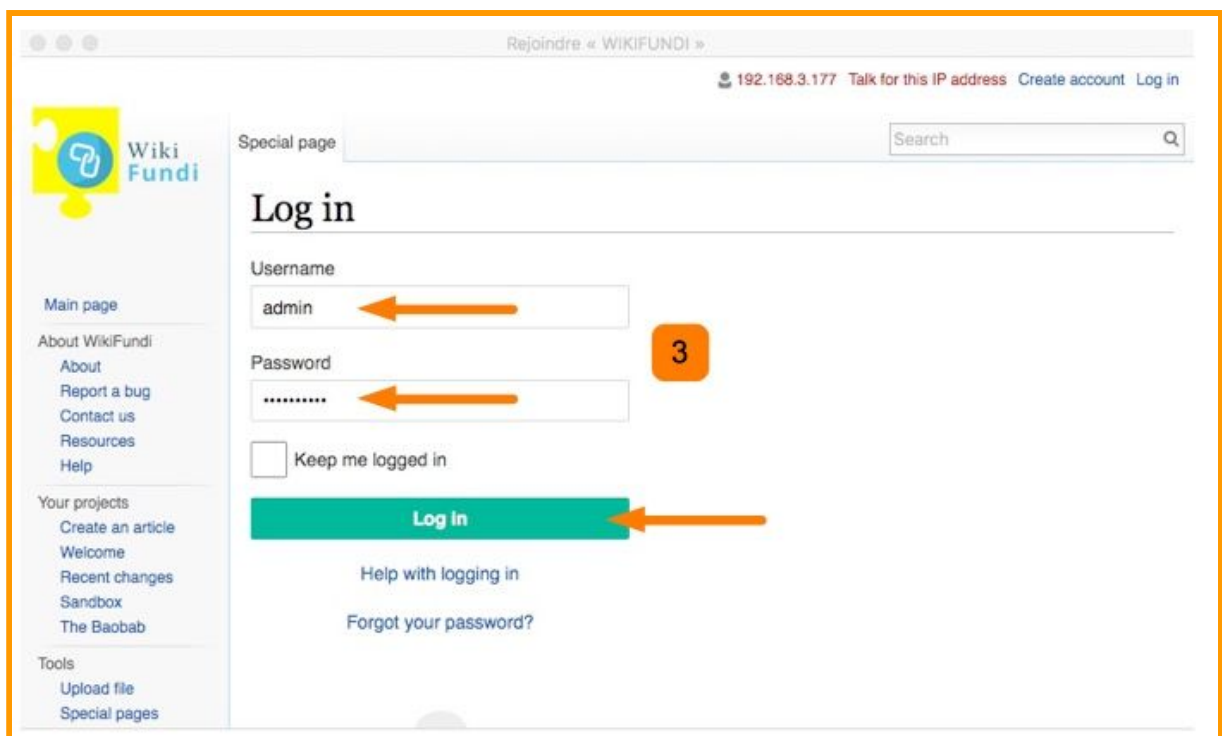 Rejoindre « WIKIFUNDI »
192.168.3.177 Talk for this IP address Create account Log in
Wiki
Fundi
Special page
Search
Log in
Username
admin
3
Password
••••••••••
Keep me logged in
Log in
Help with logging in
Forgot your password?
Main page
About WikiFundi
About
Report a bug
Contact us
Resources
Help
Your projects
Create an article
Welcome
Recent changes
Sandbox
The Baobab
Tools
Upload file
Special pages